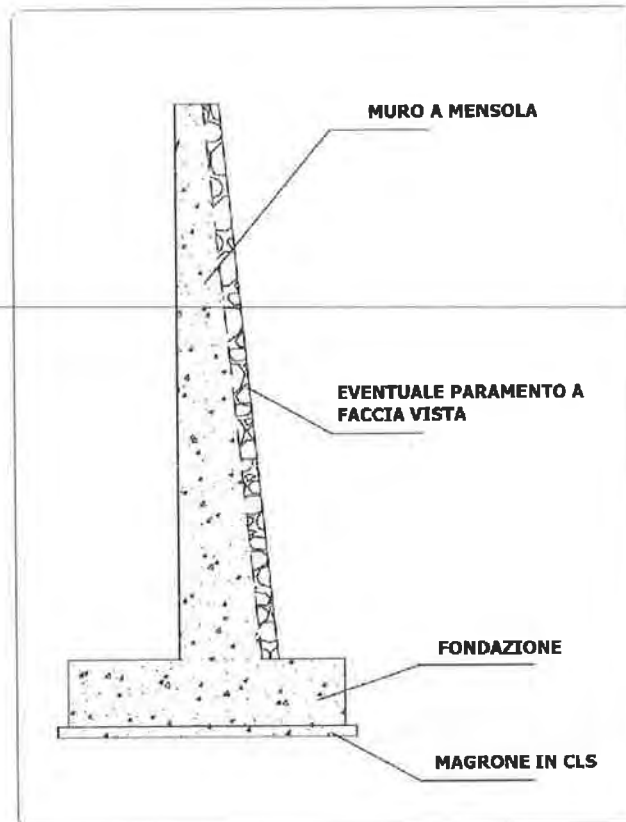 MURO A MENSOLA
EVENTUALE PARAMENTO A
FACCIA VISTA
FONDAZIONE
MAGRONE IN CLS